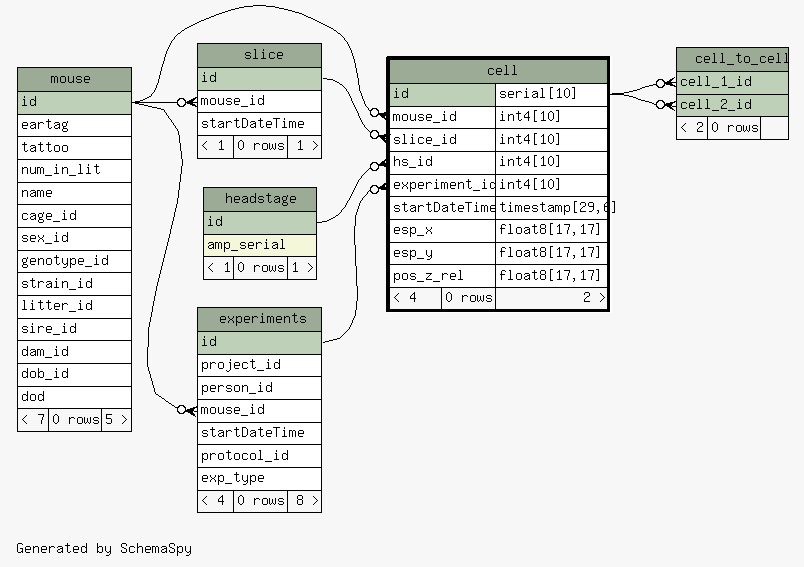 mouse
id
eartag
tattoo
num_in_lit
name
cage_id
sex_id
genotype_id
strain_id
litter_id
sire_id
dam_id
dob_id
dod
< 7 0 rows 5 >
slice
id
mouse_id
startDateTime
< 1 0 rows 1 >
headstage
id
amp_serial
< 1 0 rows 1 >
experiments
id
project_id
person_id
mouse_id
startDateTime
protocol_id
exp_type
< 4 0 rows 8 >
cell
id serial[10]
mouse_id int4[10]
slice_id int4[10]
hs_id int4[10]
experiment_id int4[10]
startDateTime timestamp[29,6]
esp_x float8[17,17]
esp_y float8[17,17]
pos_z_rel float8[17,17]
< 4 0 rows 2 >
cell_to_cell
cell_1_id
cell_2_id
< 2 0 rows
Generated by SchemaSpy